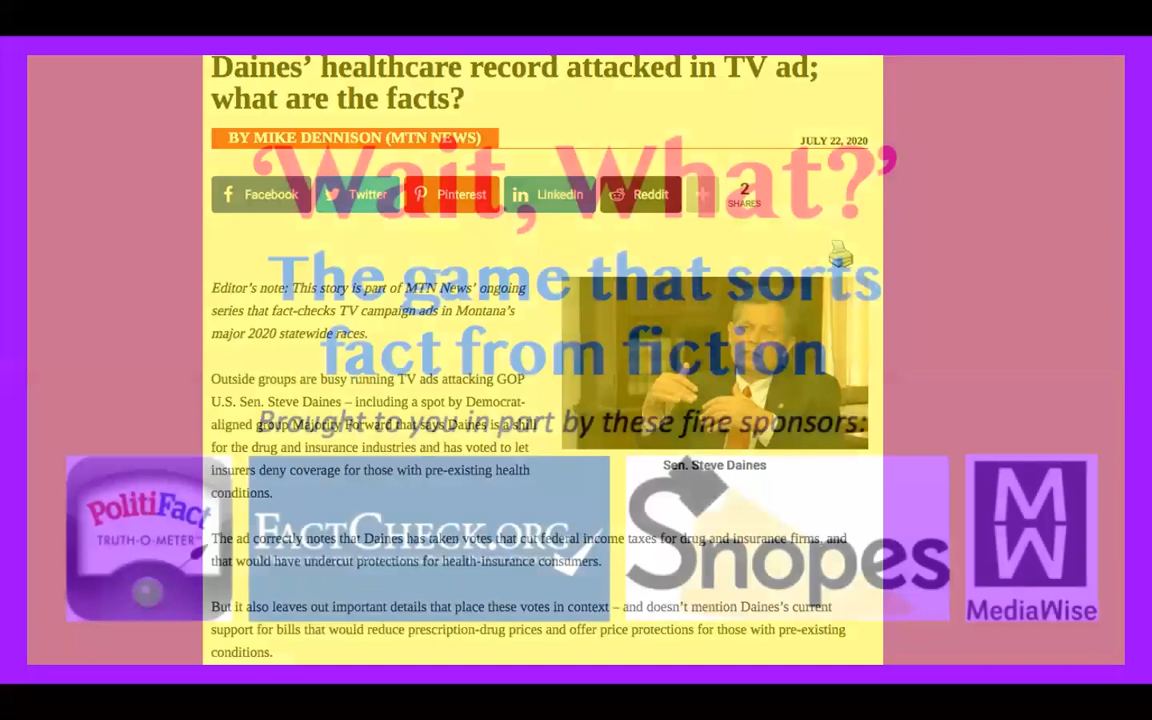 Daines’ healthcare record attacked in TV ad;
what are the facts?
BY MIKE DENNISON (MTN NEWS)
JULY 22, 2020
‘Wait, What?’
Facebook
Twitter
Pinterest
LinkedIn
Reddit
+
2
SHARES
The game that sorts
fact from fiction
Editor’s note: This story is part of MTN News’ ongoing
series that fact-checks TV campaign ads in Montana’s
major 2020 statewide races.
Outside groups are busy running TV ads attacking GOP
U.S. Sen. Steve Daines – including a spot by Democrat-
aligned group Majority Forward that says Daines is a shill
for the drug and insurance industries and has voted to let
insurers deny coverage for those with pre-existing health
conditions.
Brought to you in part by these fine sponsors:
Sen. Steve Daines
The ad correctly notes that Daines has taken votes that cut federal income taxes for drug and insurance firms, and
that would have undercut protections for health-insurance consumers.
But it also leaves out important details that place these votes in context – and doesn’t mention Daines’s current
support for bills that would reduce prescription-drug prices and offer price protections for those with pre-existing
conditions.
POLITIFACT
TRUTH-O-METER
FACTCHECK.ORG
Snopes
MW
MediaWise